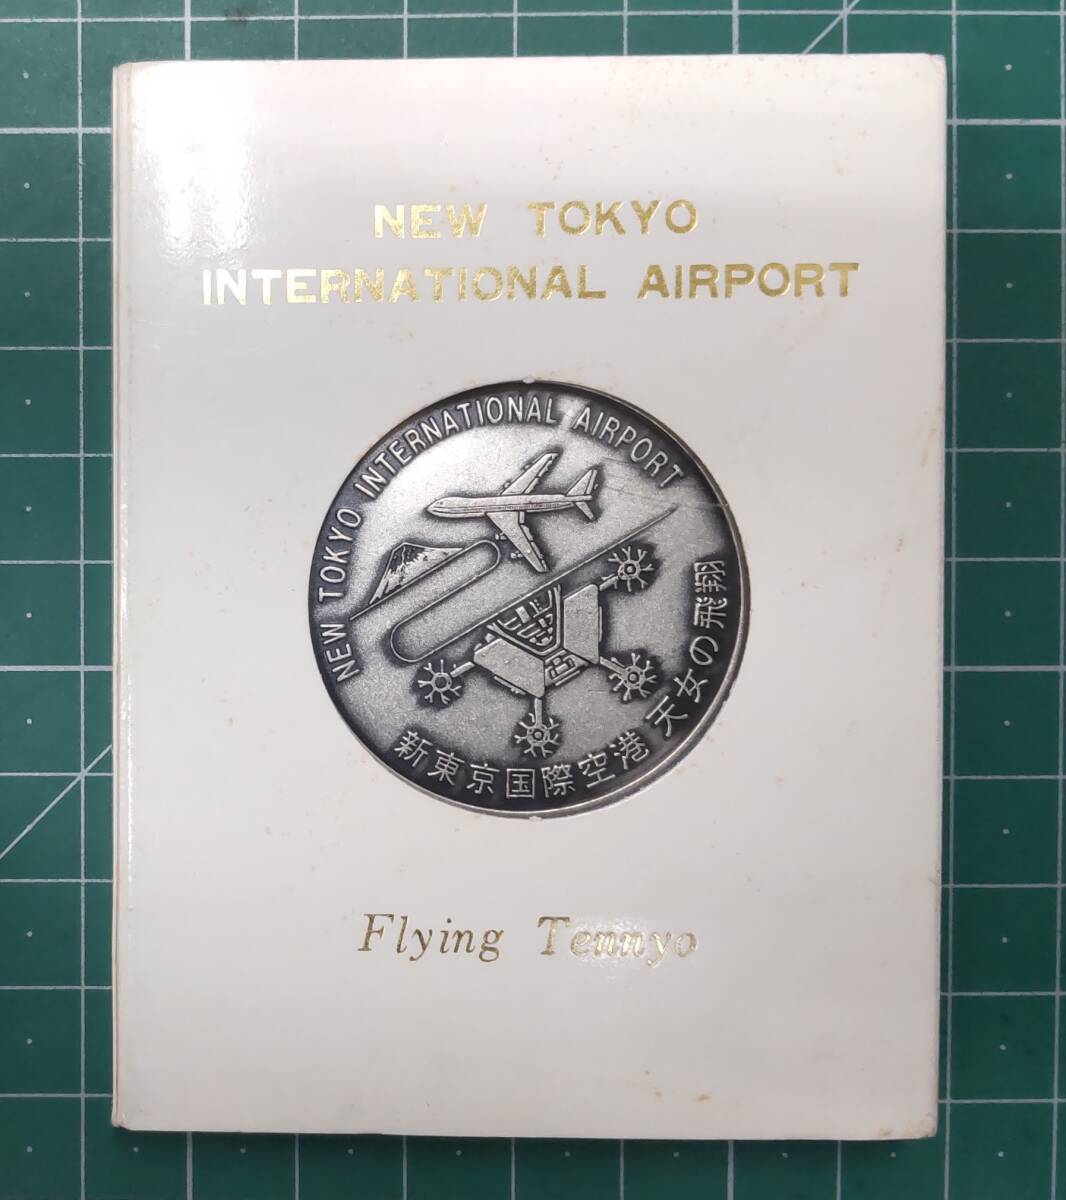 NEW TOKYO
INTERNATIONAL AIRPORT
NEW TOKYO INTERNATIONAL AIRPORT
新東京国際空港 天女の飛翔
Flying Tennyo